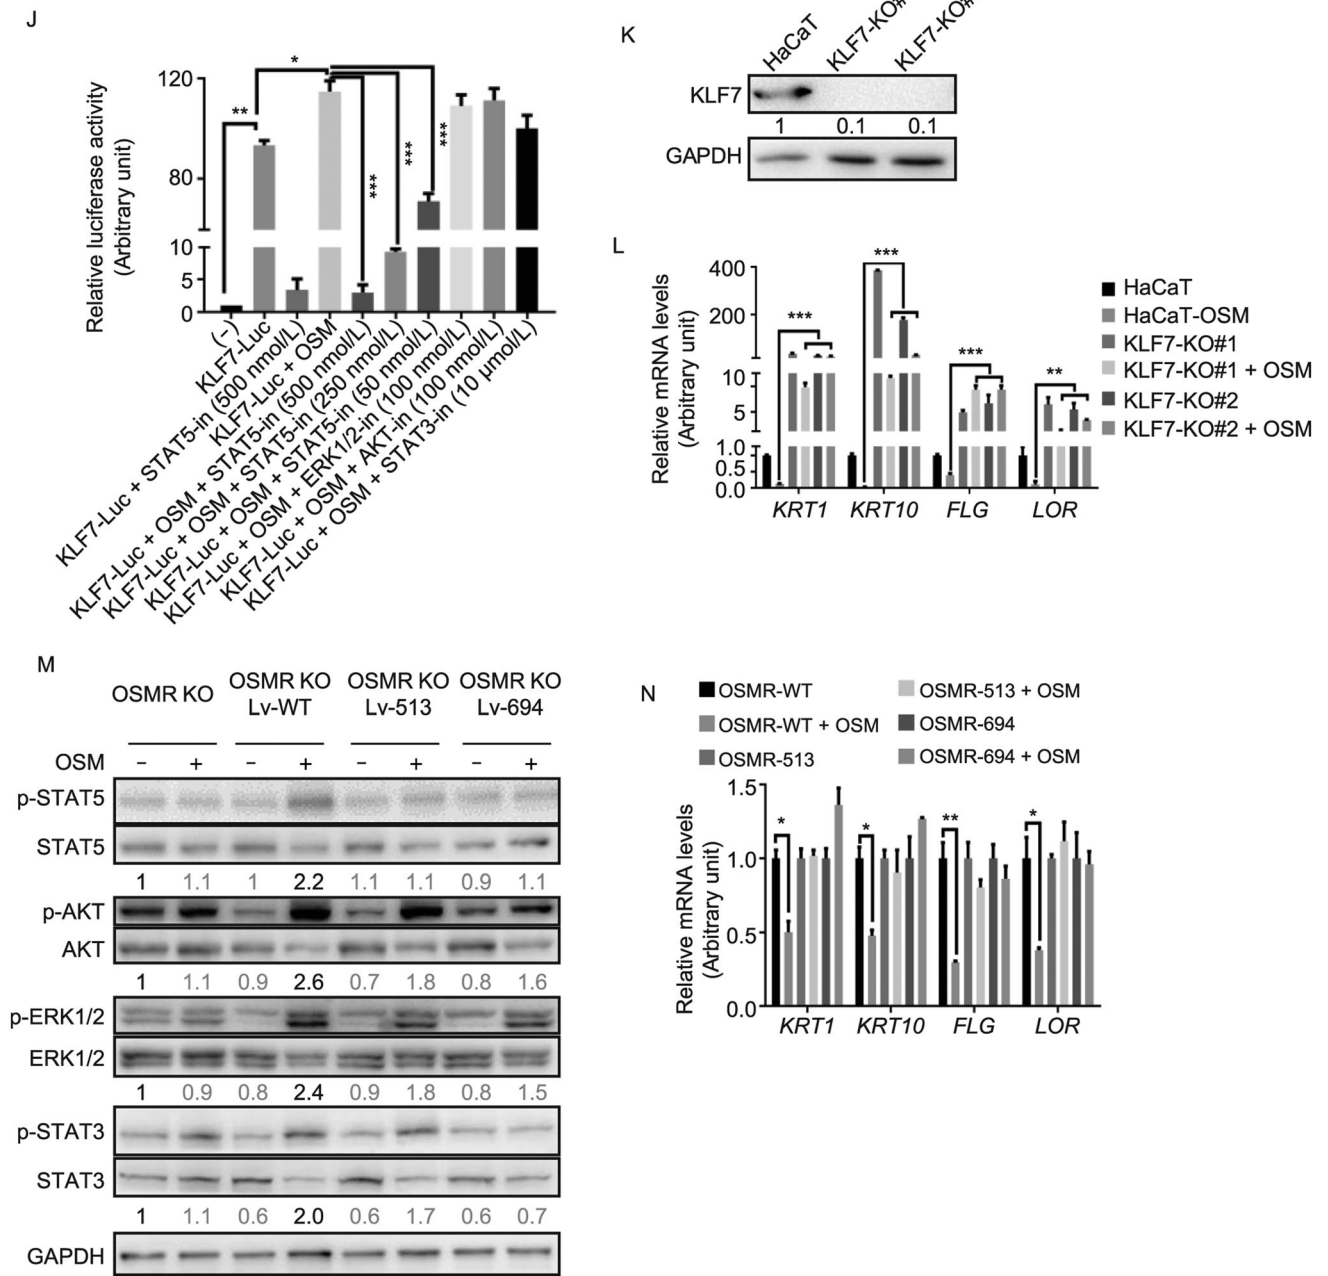 J
Relative luciferase activity
(Arbitrary unit)
120
80
10
5
0
*
**
***
***
***
(-)
KLF7-Luc
KLF7-Luc + STAT5-in (500 nmol/L)
KLF7-Luc + OSM
KLF7-Luc + OSM + STAT5-in (500 nmol/L)
KLF7-Luc + OSM + STAT5-in (250 nmol/L)
KLF7-Luc + OSM + STAT5-in (50 nmol/L)
KLF7-Luc + OSM + ERK1/2-in (100 nmol/L)
KLF7-Luc + OSM + AKT-in (100 nmol/L)
KLF7-Luc + OSM + STAT3-in (10 µmol/L)
K
HaCaT
KLF7
1 0.1 0.1
GAPDH
L
Relative mRNA levels
(Arbitrary unit)
400
200
10
5
1.0
0.5
0.0
***
***
***
**
KRT1 KRT10 FLG LOR
HaCaT
HaCaT-OSM
KLF7-KO#1
KLF7-KO#1 + OSM
KLF7-KO#2
KLF7-KO#2 + OSM
M
OSMR KO
OSMR KO Lv-WT
OSMR KO Lv-513
OSMR KO Lv-694
OSM − + − + − + − +
p-STAT5
STAT5
1 1.1 1 2.2 1.1 1.1 0.9 1.1
p-AKT
AKT
1 1.1 0.9 2.6 0.7 1.8 0.8 1.6
p-ERK1/2
ERK1/2
1 0.9 0.8 2.4 0.9 1.8 0.8 1.5
p-STAT3
STAT3
1 1.1 0.6 2.0 0.6 1.7 0.6 0.7
GAPDH
N
OSMR-WT
OSMR-WT + OSM
OSMR-513
OSMR-513 + OSM
OSMR-694
OSMR-694 + OSM
Relative mRNA levels
(Arbitrary unit)
1.5
1.0
0.5
0.0
*
*
**
*
KRT1 KRT10 FLG LOR